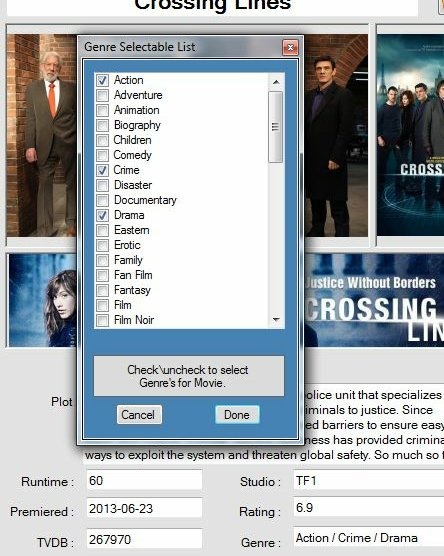 Crossing Lines
Genre Selectable List
Action
Adventure
Animation
Biography
Children
Comedy
Crime
Disaster
Documentary
Drama
Eastern
Erotic
Family
Fan Film
Fantasy
Film
Film Noir
CROSS
Justice Without Borders
CROSSING
LIN
Check\uncheck to select
Genre's for Movie.
Cancel
Done
Plot
olice unit that specializes
iminals to justice. Since
ed barriers to ensure easy
ness has provided crimina
ways to exploit the system and threaten global safety. So much so t
Runtime : 60
Studio : TF1
Premiered : 2013-06-23
Rating : 6.9
TVDB : 267970
Genre : Action / Crime / Drama